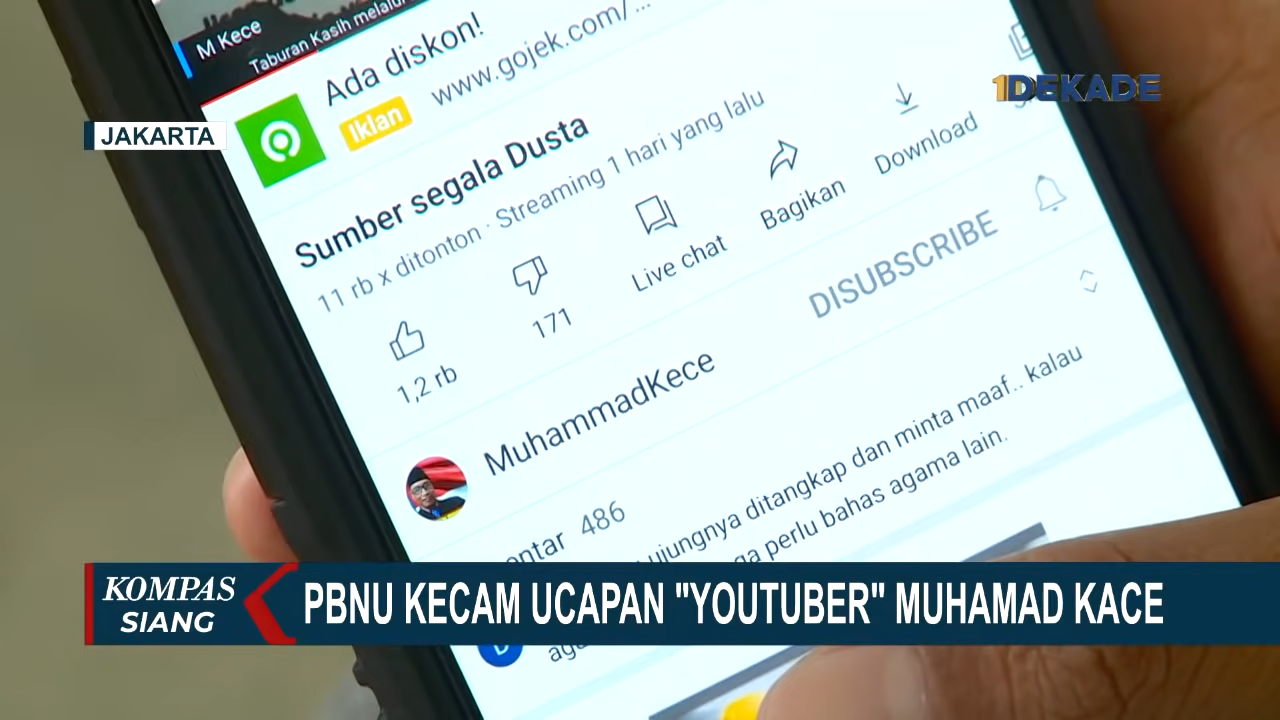 M Kece
Taburan Kasih melalui
Ada diskon!
Iklan
www.gojek.com/...
1DEKADE
JAKARTA
Sumber segala Dusta
11 rb x ditonton · Streaming 1 hari yang lalu
1,2 rb
171
Live chat
Bagikan
Download
MuhammadKece
DISUBSCRIBE
entar 486
ujungnya ditangkap dan minta maaf.. kalau
ga perlu bahas agama lain.
KOMPAS
SIANG
PBNU KECAM UCAPAN "YOUTUBER" MUHAMAD KACE